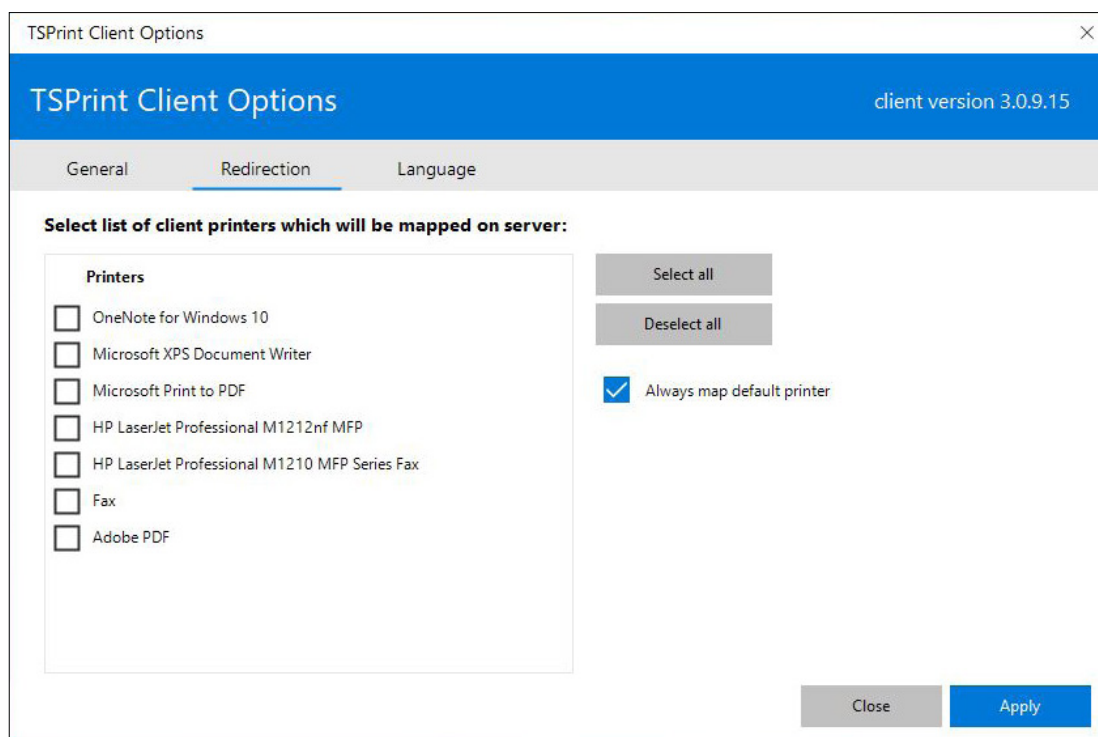 TSPrint Client Options
TSPrint Client Options
client version 3.0.9.15
General Redirection Language
Select list of client printers which will be mapped on server:
Printers
Select all
OneNote for Windows 10
Deselect all
Microsoft XPS Document Writer
Microsoft Print to PDF
Always map default printer
HP LaserJet Professional M1212nf MFP
HP LaserJet Professional M1210 MFP Series Fax
Fax
Adobe PDF
Close Apply